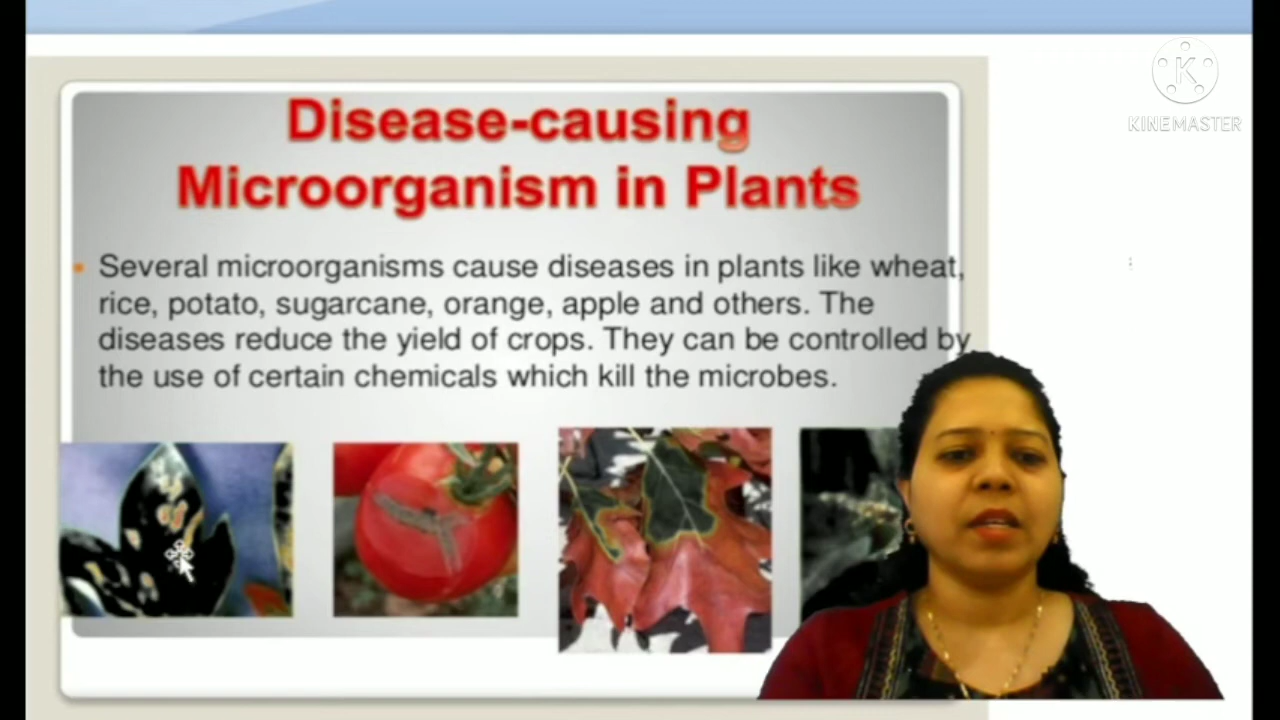 Disease-causing
Microorganism in Plants
Several microorganisms cause diseases in plants like wheat,
rice, potato, sugarcane, orange, apple and others. The
diseases reduce the yield of crops. They can be controlled by
the use of certain chemicals which kill the microbes.
K
KINEMASTER